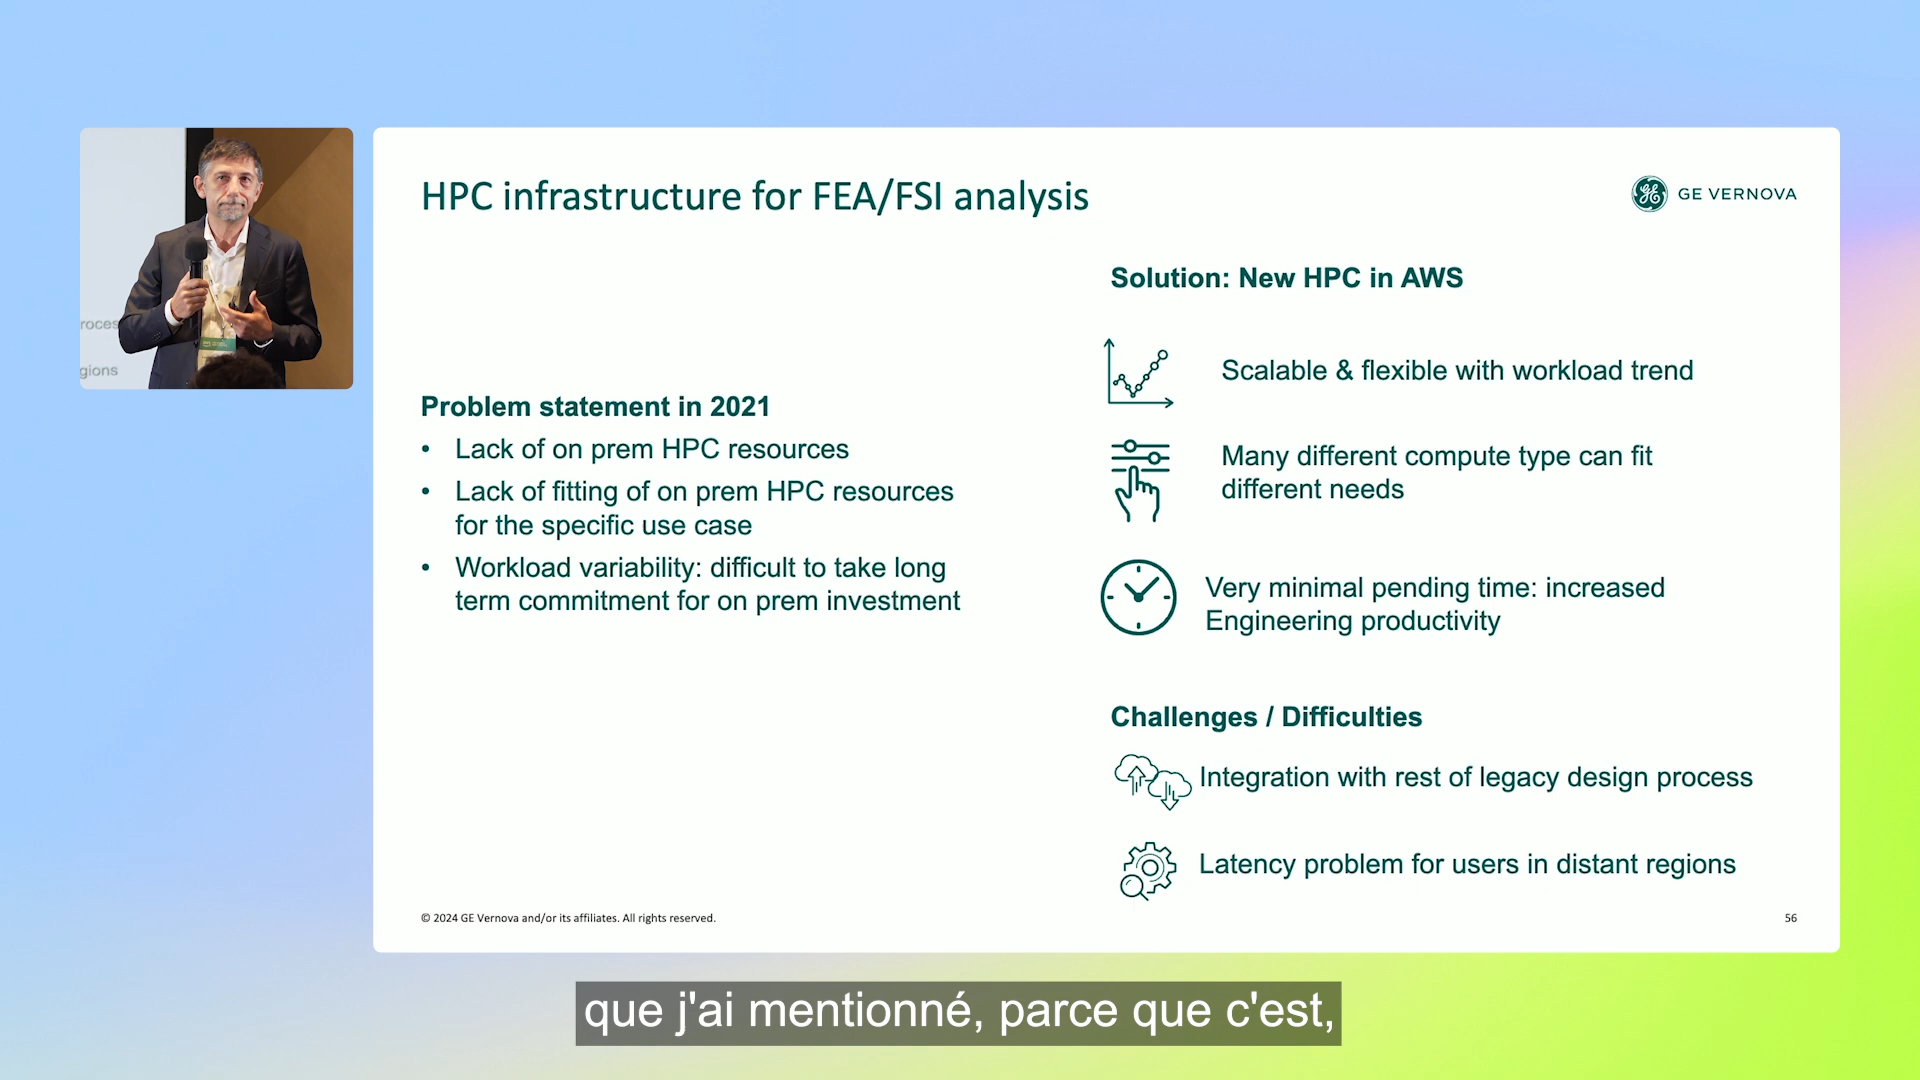 HPC infrastructure for FEA/FSI analysis
GE VERNOVA
Problem statement in 2021
• Lack of on prem HPC resources
• Lack of fitting of on prem HPC resources
for the specific use case
• Workload variability: difficult to take long
term commitment for on prem investment
Solution: New HPC in AWS
Scalable & flexible with workload trend
Many different compute type can fit
different needs
Very minimal pending time: increased
Engineering productivity
Challenges / Difficulties
Integration with rest of legacy design process
Latency problem for users in distant regions
© 2024 GE Vernova and/or its affiliates. All rights reserved.
56
roces
gions
que j'ai mentionné, parce que c'est,